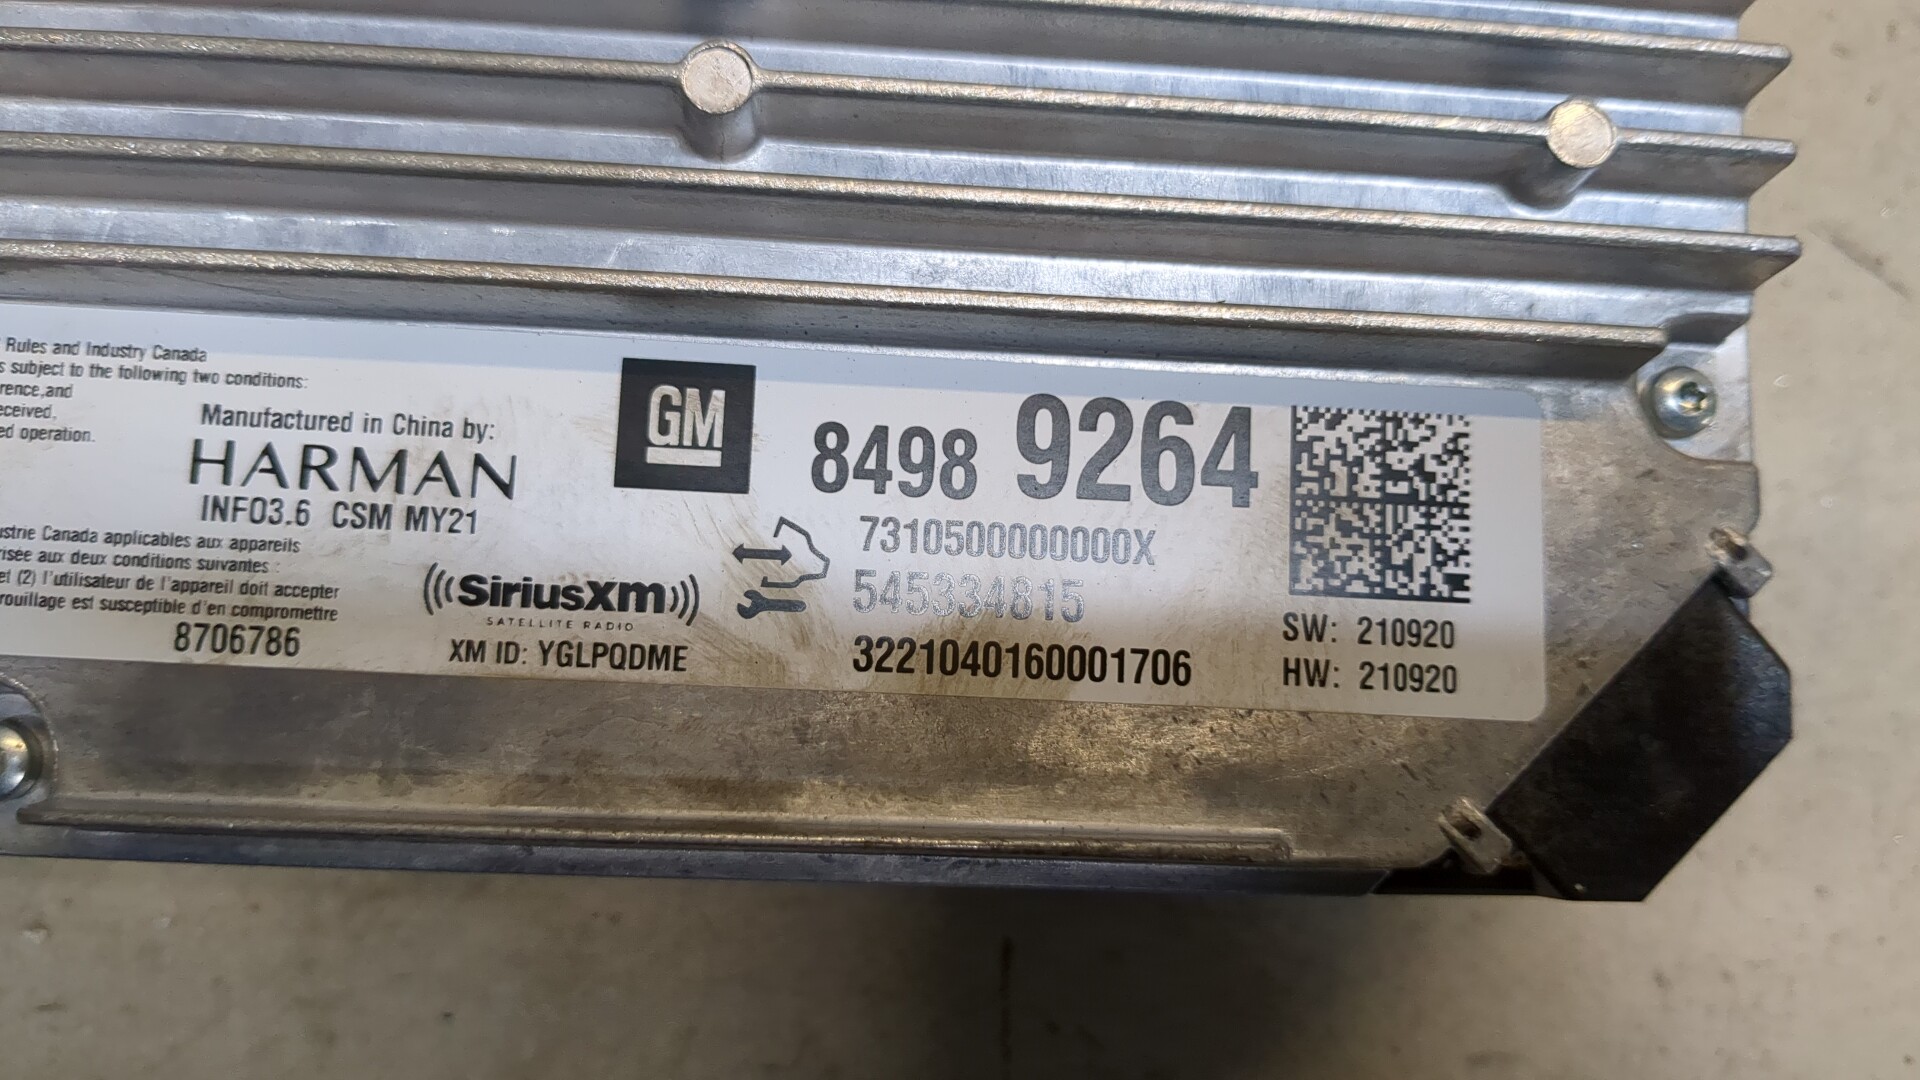 Rules and Industry Canada
s subject to the following two conditions:
rence,and
eceived,
ed operation.
Manufactured in China by:
HARMAN
INFO3.6 CSM MY21
ustrie Canada applicables aux appareils
risée aux deux conditions suivantes :
et (2) l'utilisateur de l'appareil doit accepter
rouillage est susceptible d'en compromettre
8706786
SiriusXm
SATELLITE RADIO
XM ID: YGLPQDME
GM
8498 9264
7310500000000X
545334815
3221040160001706
SW: 210920
HW: 210920